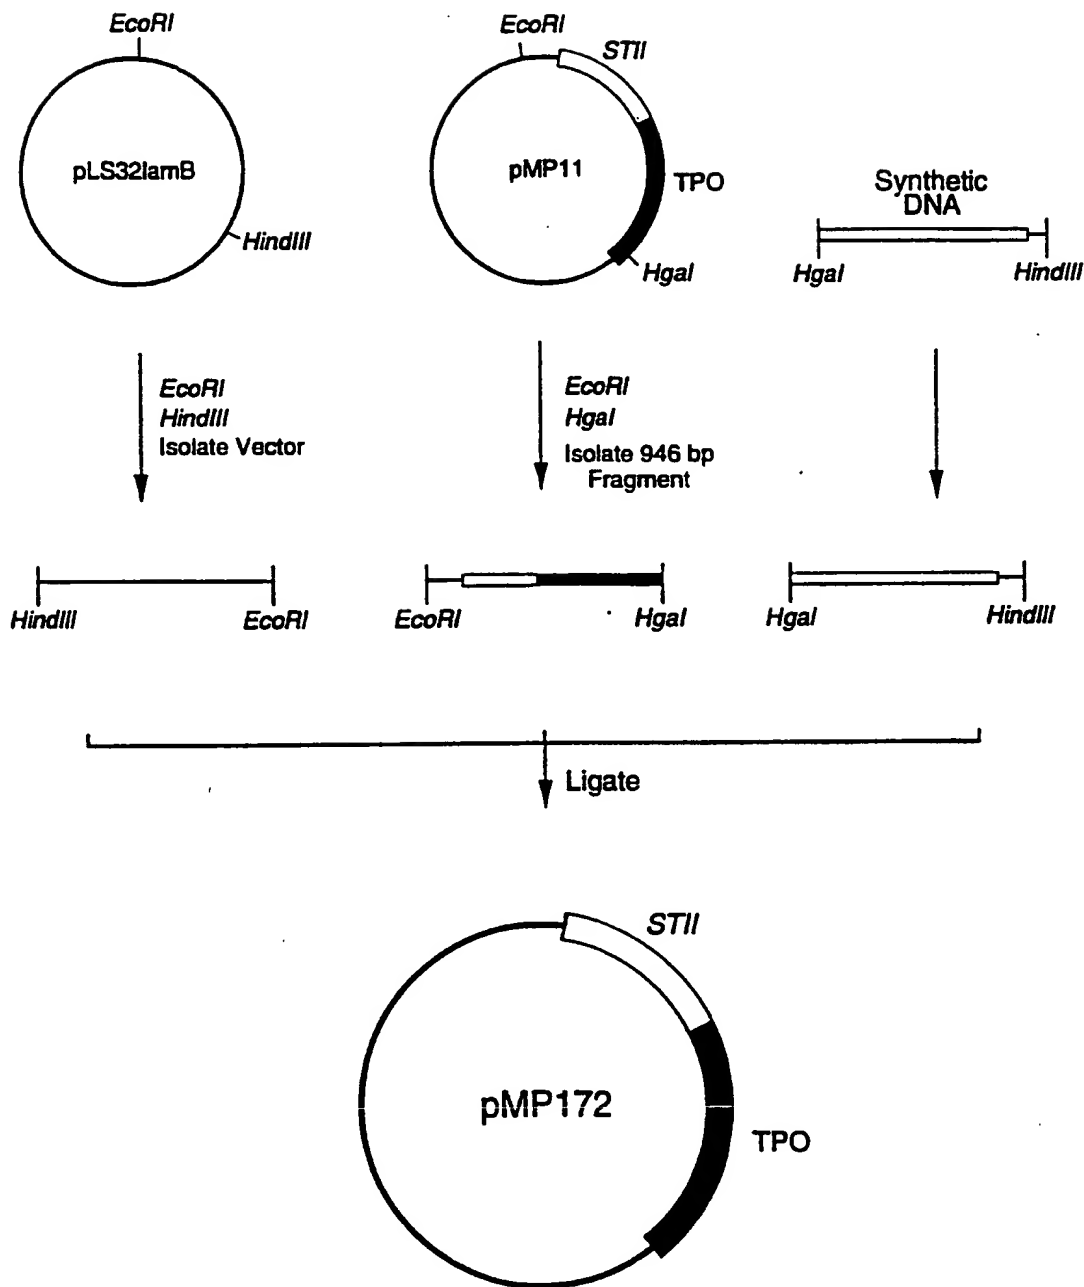 EcoRI
pLS32lamB
HindIII
EcoRI
HindIII
Isolate Vector
HindIII
EcoRI
EcoRI
STII
pMP11
TPO
HgaI
EcoRI
HgaI
Isolate 946 bp
Fragment
EcoRI
HgaI
Synthetic
DNA
HgaI
HindIII
HgaI
HindIII
Ligate
STII
pMP172
TPO